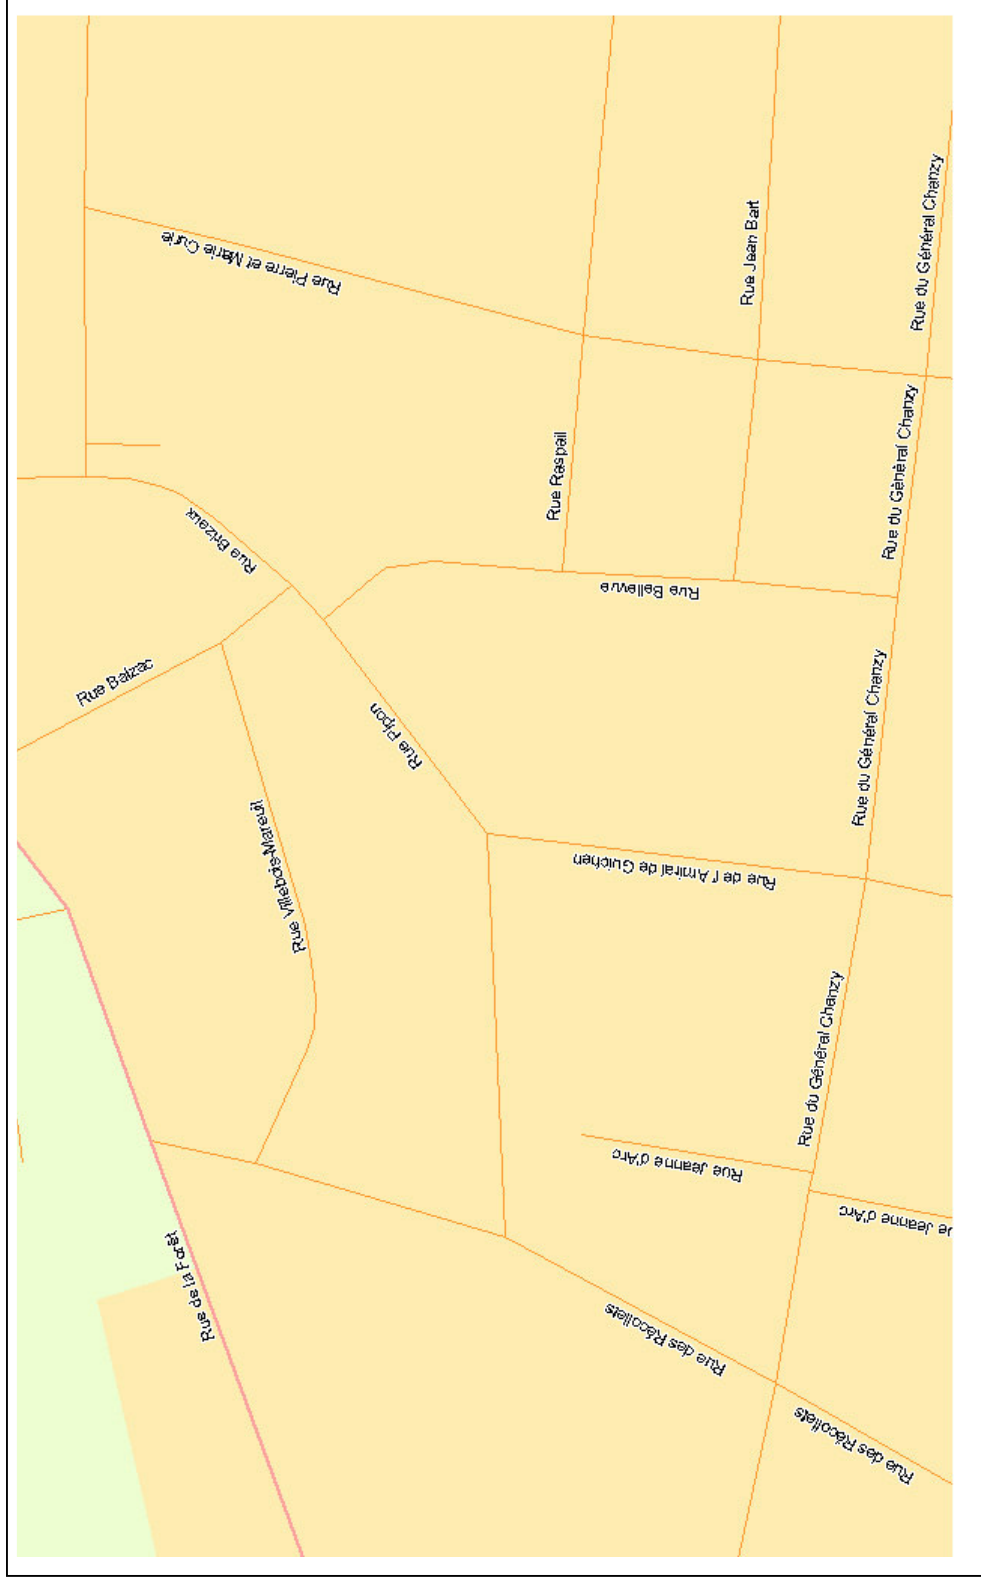 Rue du Général Chanzy
Rue Jean Bart
Rue Pierre et Marie Curie
Rue du Général Chanzy
Rue Raspail
Rue Brizeux
Rue Bellevue
Rue Balzac
Rue du Général Chanzy
Rue Pipon
Rue Villebois-Mareuil
Rue de l' Amiral de Guichen
Rue du Général Chanzy
Rue Jeanne d'Arc
ue Jeanne d'Arc
Rue de la Forêt
Rue des Récollets
Rue des Récollets